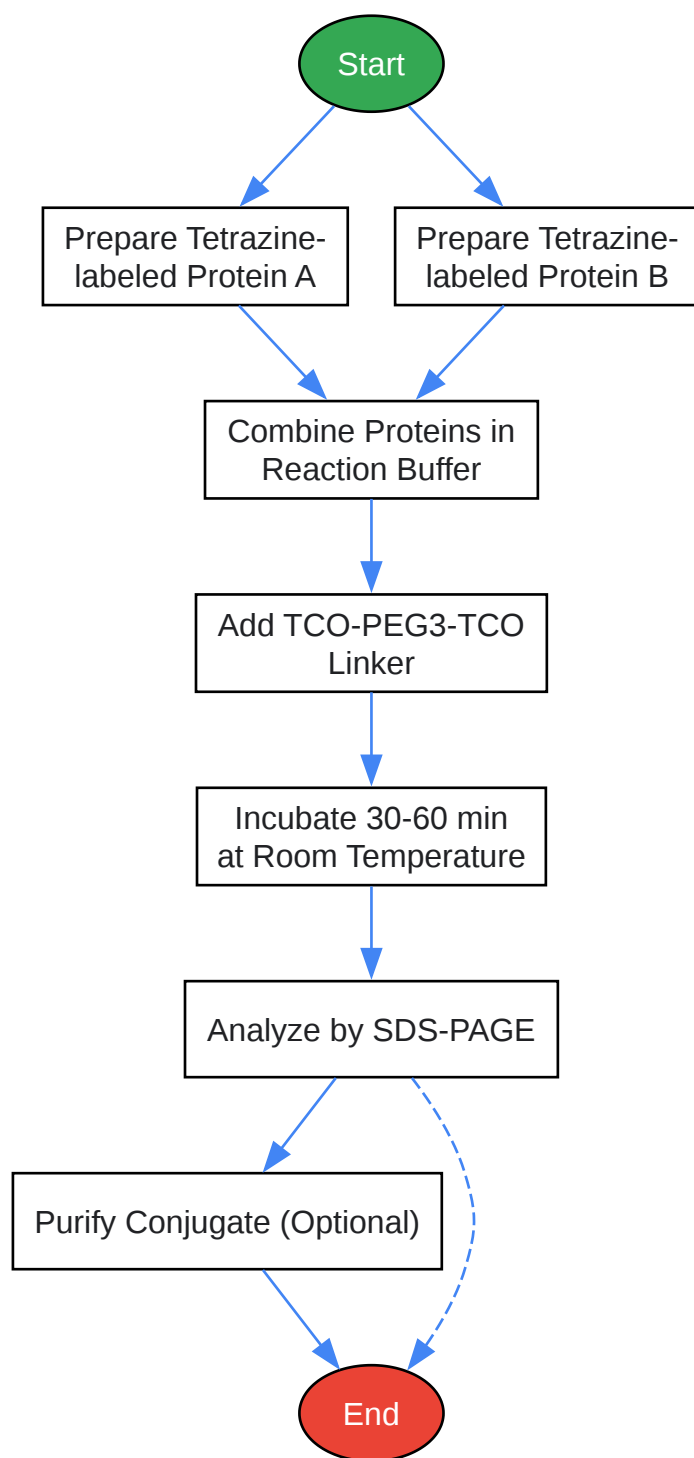 Start
Prepare Tetrazine-
labeled Protein A
Prepare Tetrazine-
labeled Protein B
Combine Proteins in
Reaction Buffer
Add TCO-PEG3-TCO
Linker
Incubate 30-60 min
at Room Temperature
Analyze by SDS-PAGE
Purify Conjugate (Optional)
End